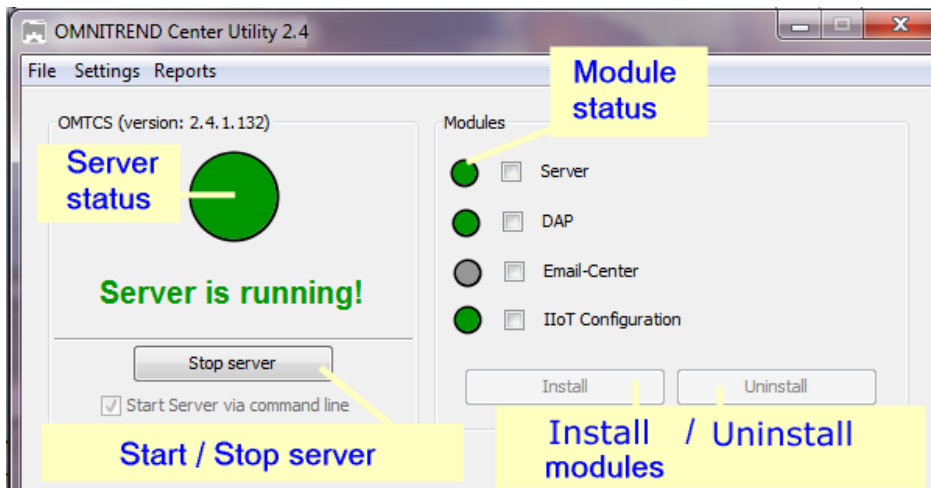 OMNITREND Center Utility 2.4
File Settings Reports
Module
status
OMTCS (version: 2.4.1.132)
Server
status
Server is running!
Stop server
Start Server via command line
Start / Stop server
Modules
Server
DAP
Email-Center
IIoT Configuration
Install Uninstall
Install / Uninstall
modules